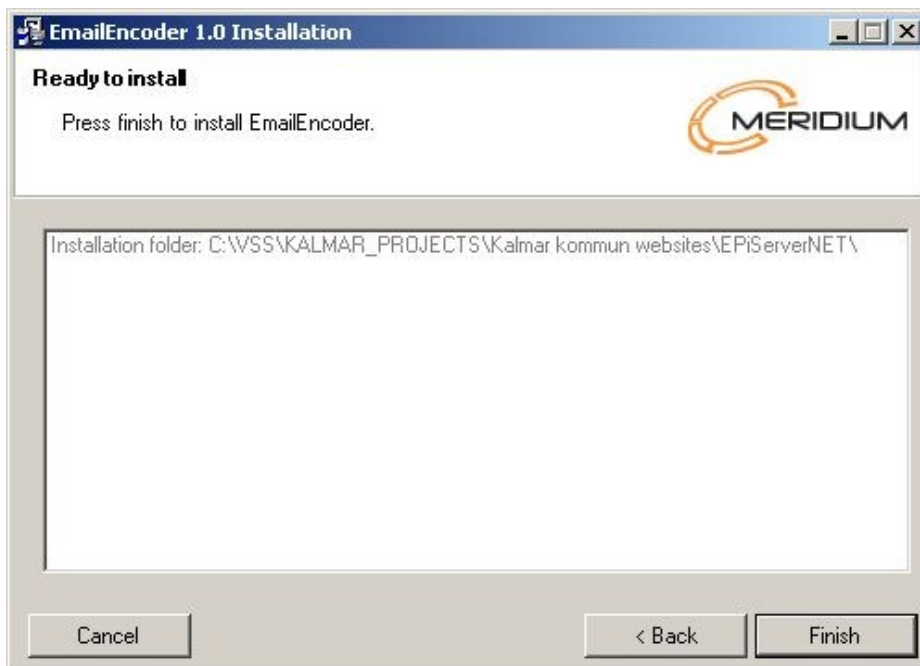 EmailEncoder 1.0 Installation
Ready to install
Press finish to install EmailEncoder.
MERIDIUM
Installation folder: C:\VSS\KALMAR_PROJECTS\Kalmar kommun websites\EPiServerNET\
Cancel
< Back
Finish